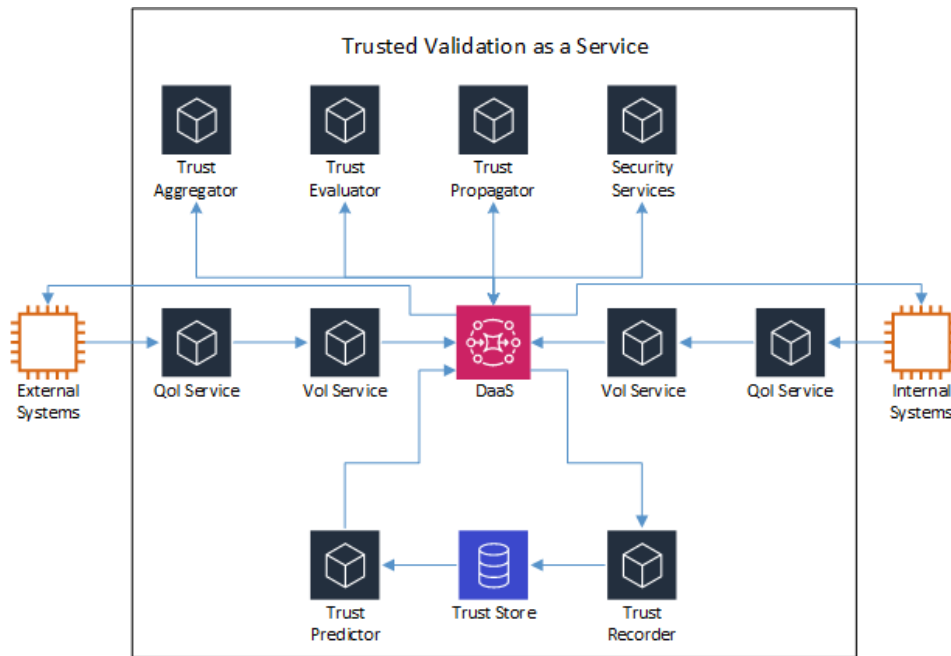 Trusted Validation as a Service
Trust
Aggregator
Trust
Evaluator
Trust
Propagator
Security
Services
External
Systems
QoI Service
VoI Service
DaaS
VoI Service
QoI Service
Internal
Systems
Trust
Predictor
Trust Store
Trust
Recorder